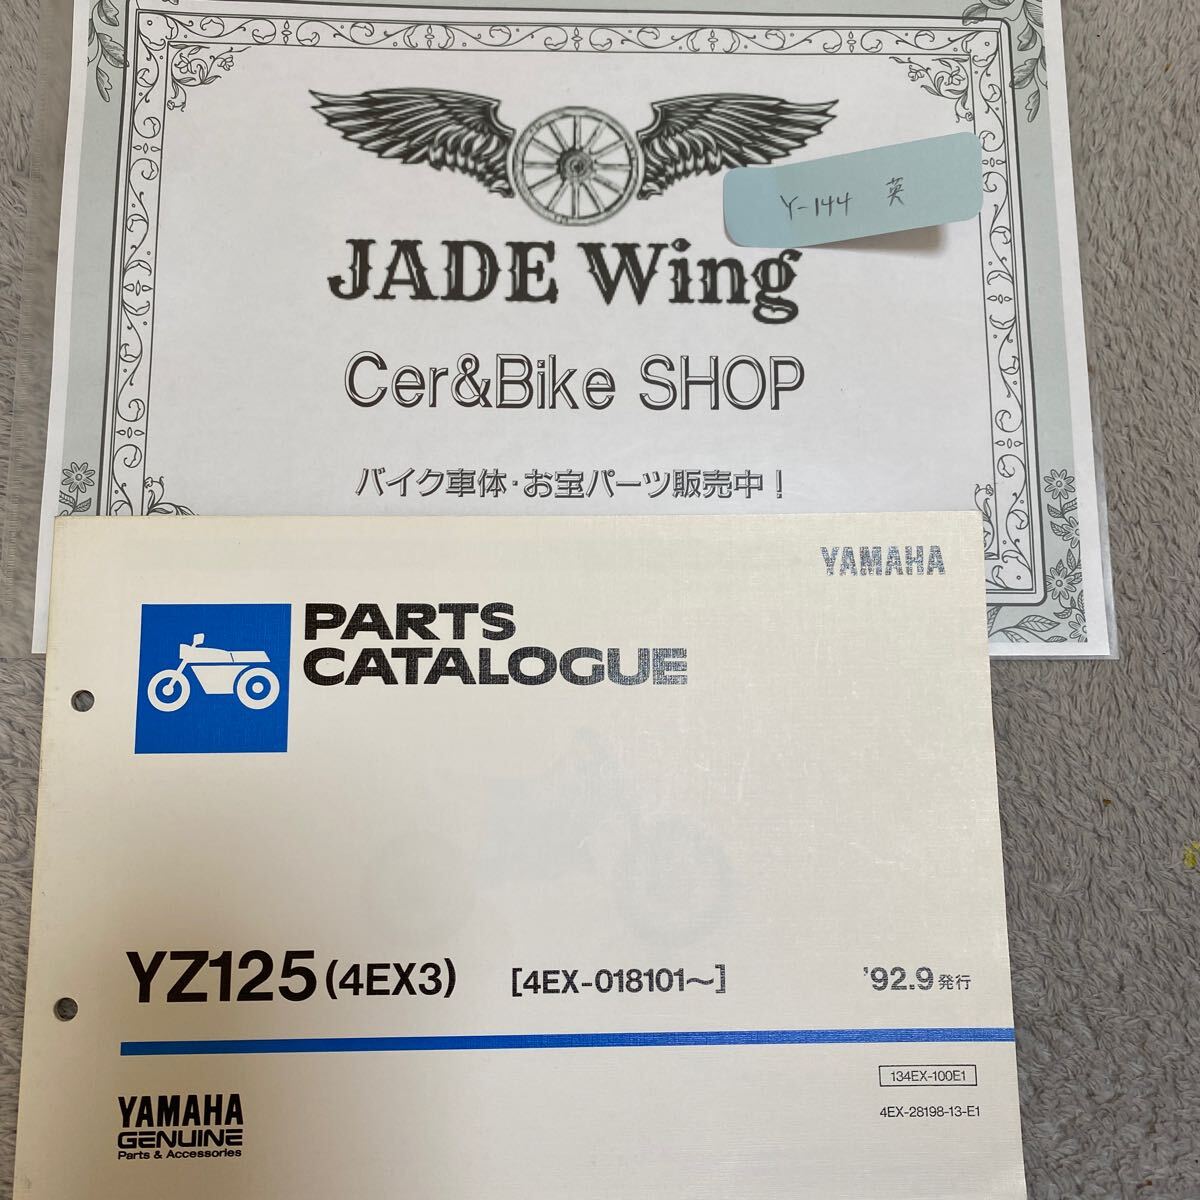 Y-144 英
JADE Wing
Cer&Bike SHOP
バイク車体・お宝パーツ販売中！
YAMAHA
PARTS
CATALOGUE
YZ125(4EX3) [4EX-018101～] '92.9発行
134EX-100E1
4EX-28198-13-E1
YAMAHA
GENUINE
Parts & Accessories